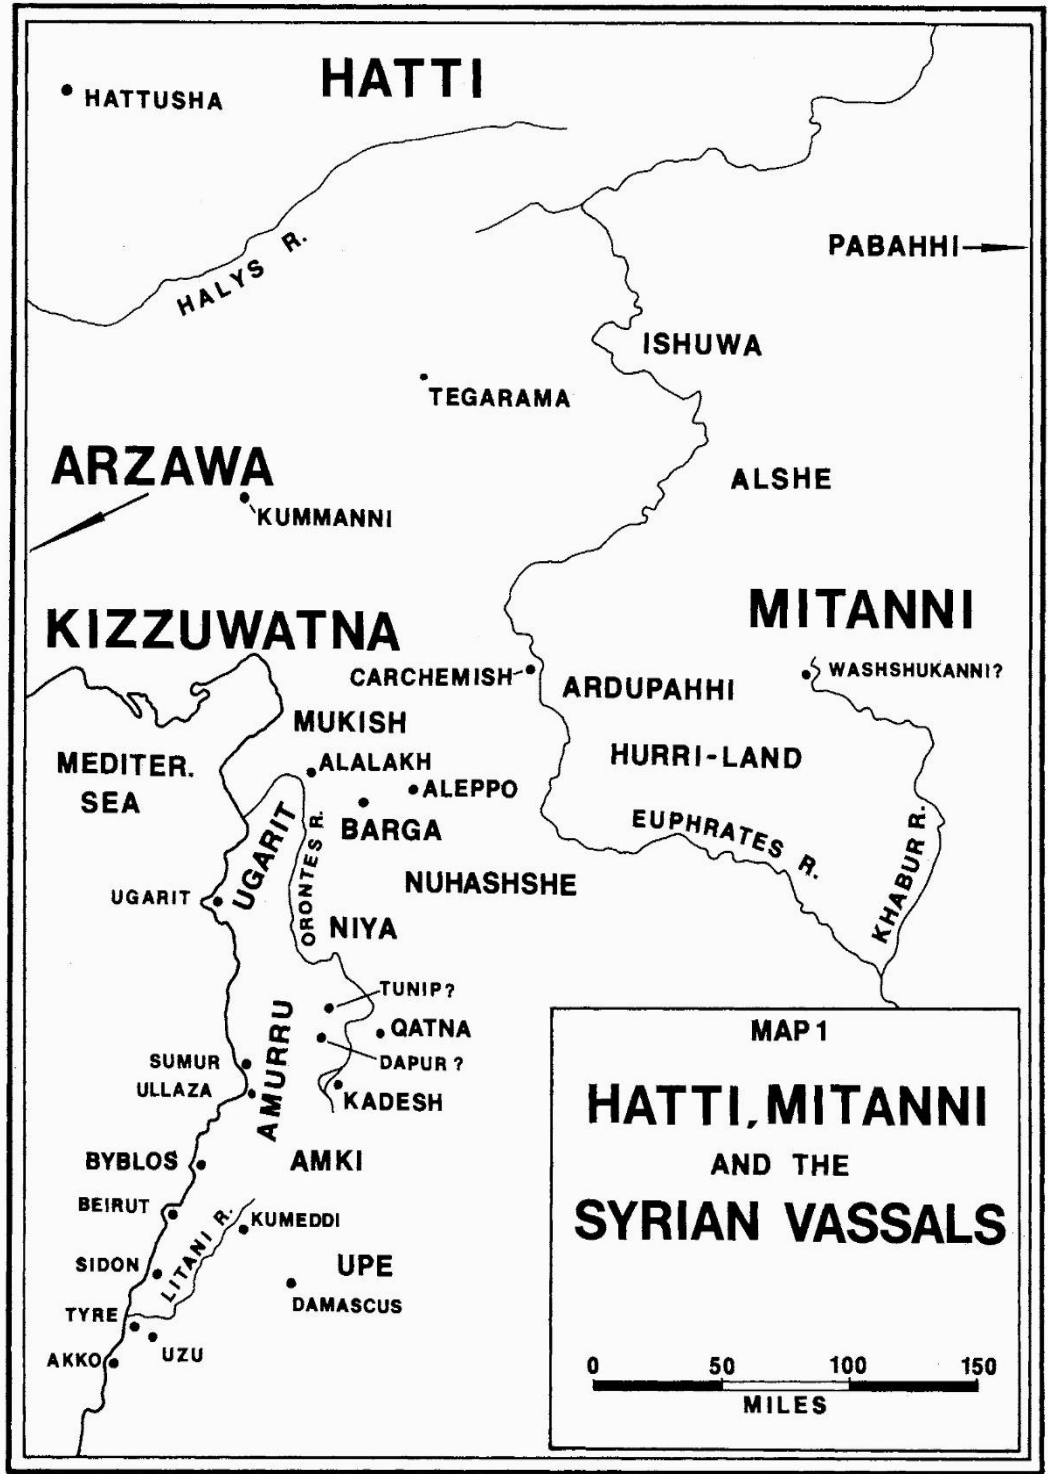 HATTI
HATTUSHA
HALYS R.
PABAHHI
ISHUWA
TEGARAMA
ARZAWA
ALSHE
KUMMANNI
KIZZUWATNA
MITANNI
CARCHEMISH
ARDUPAHHI
WASHSHUKANNI?
MUKISH
HURRI-LAND
MEDITER.
SEA
ALALAKH
ALEPPO
BARGA
EUPHRATES R.
KHABUR R.
UGARIT
ORONTES R.
UGARIT
NUHASHSHE
NIYA
TUNIP?
QATNA
DAPUR ?
AMURRU
SUMUR
ULLAZA
KADESH
BYBLOS
AMKI
BEIRUT
LITANI R.
KUMEDDI
SIDON
UPE
DAMASCUS
TYRE
UZU
AKKO
MAP 1
HATTI, MITANNI
AND THE
SYRIAN VASSALS
0 50 100 150
MILES